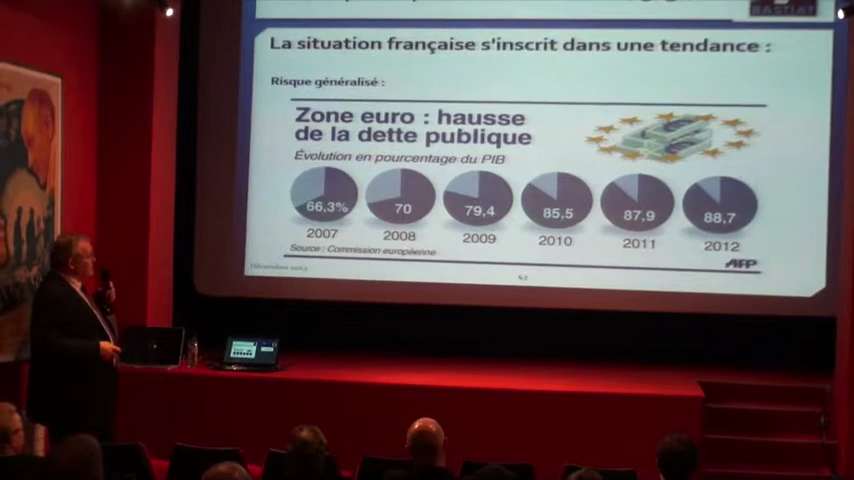 BASTIAT
La situation française s'inscrit dans une tendance :
Risque généralisé :
Zone euro : hausse
de la dette publique
Évolution en pourcentage du PIB
66,3% 70 79,4 85,5 87,9 88,7
2007 2008 2009 2010 2011 2012
Source : Commission européenne
AFP